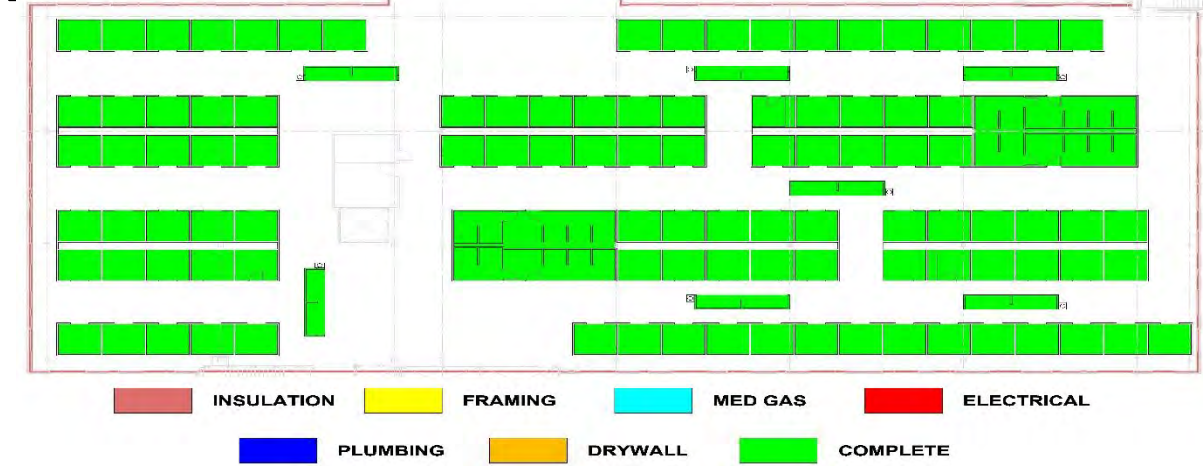 INSULATION FRAMING MED GAS ELECTRICAL
PLUMBING DRYWALL COMPLETE